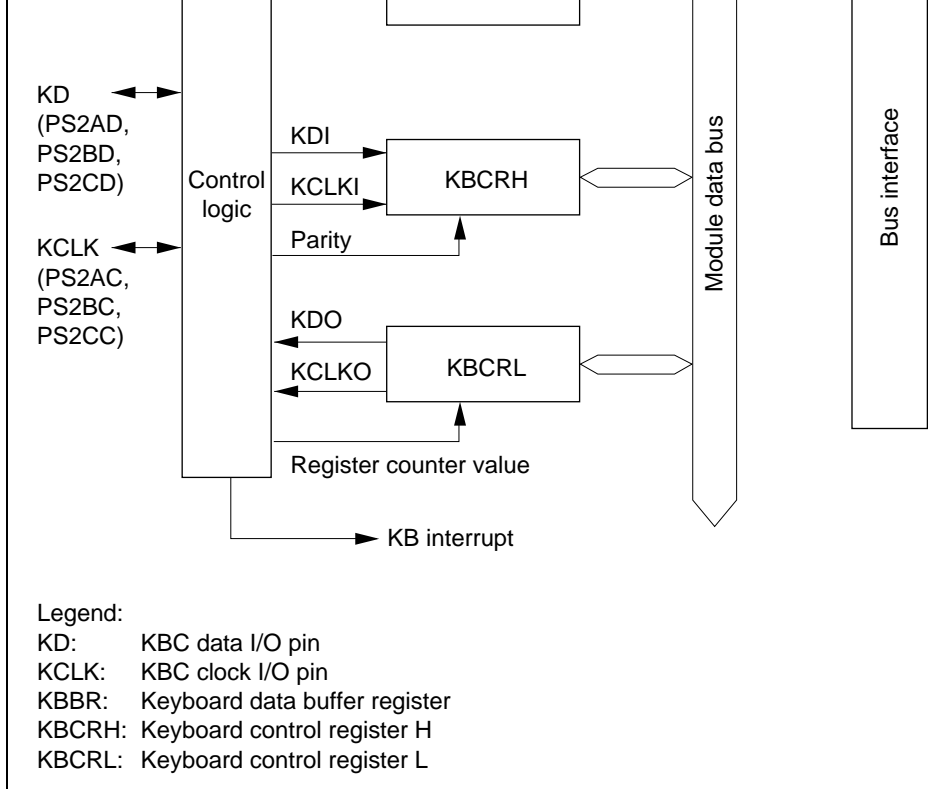 KD
(PS2AD,
PS2BD,
PS2CD)
KCLK
(PS2AC,
PS2BC,
PS2CC)
Control
logic
KDI
KCLKI
Parity
KBCRH
KDO
KCLKO
KBCRL
Register counter value
KB interrupt
Module data bus
Bus interface
Legend:
KD: KBC data I/O pin
KCLK: KBC clock I/O pin
KBBR: Keyboard data buffer register
KBCRH: Keyboard control register H
KBCRL: Keyboard control register L